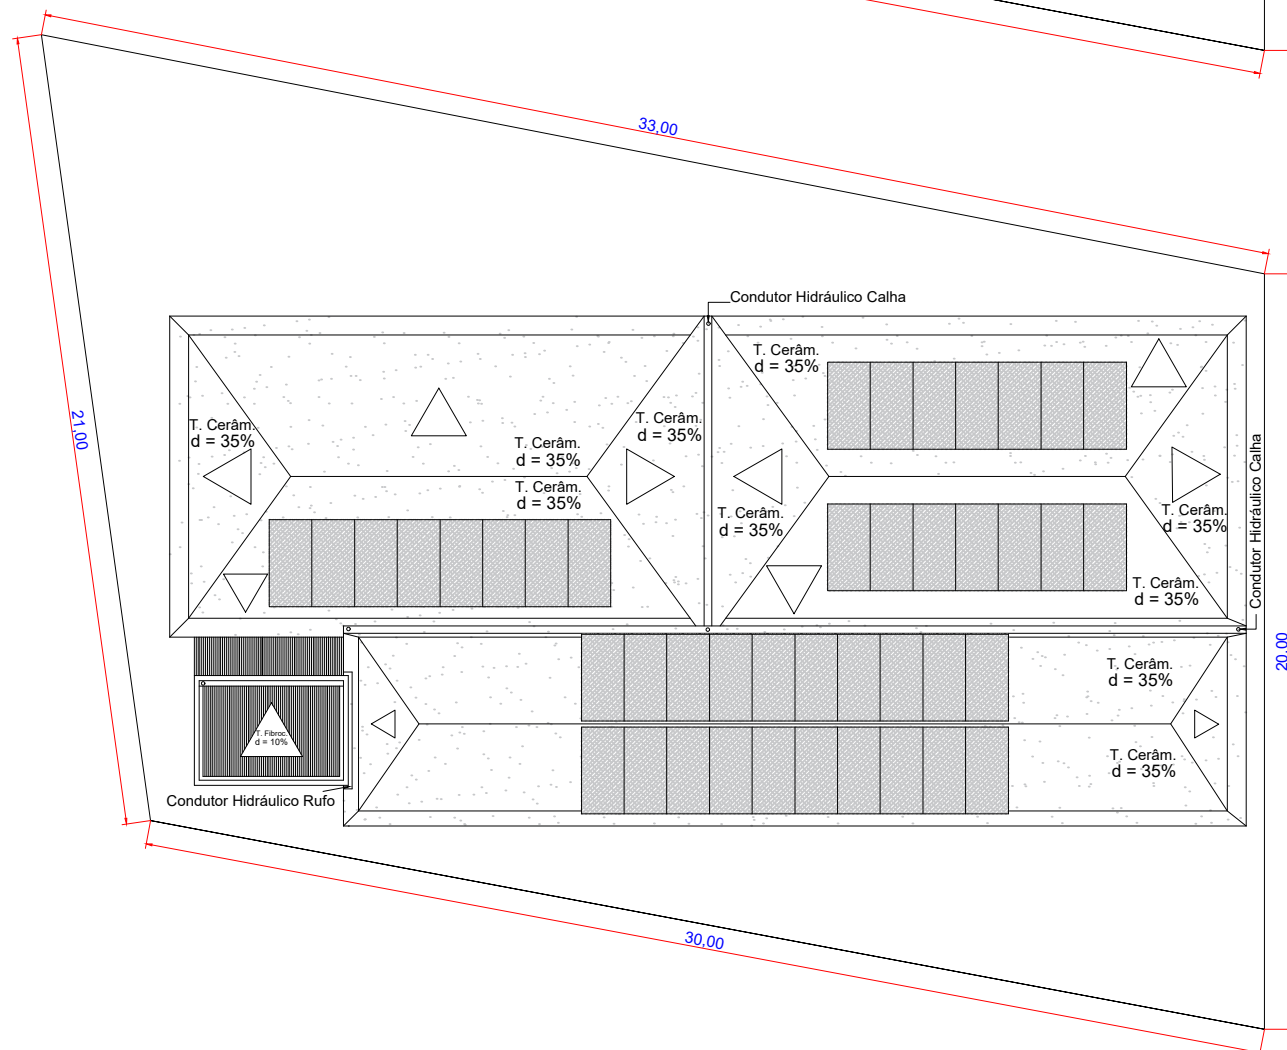 33,00
Condutor Hidráulico Calha
T. Cerâm.
d = 35%
T. Cerâm.
d = 35%
T. Cerâm.
d = 35%
T. Cerâm.
d = 35%
T. Cerâm.
d = 35%
T. Cerâm.
d = 35%
T. Cerâm.
d = 35%
T. Cerâm.
d = 35%
Condutor Hidráulico Calha
21,00
20,00
T. Cerâm.
d = 35%
T. Cerâm.
d = 35%
T. Fibroc.
d = 10%
Condutor Hidráulico Rufo
30,00